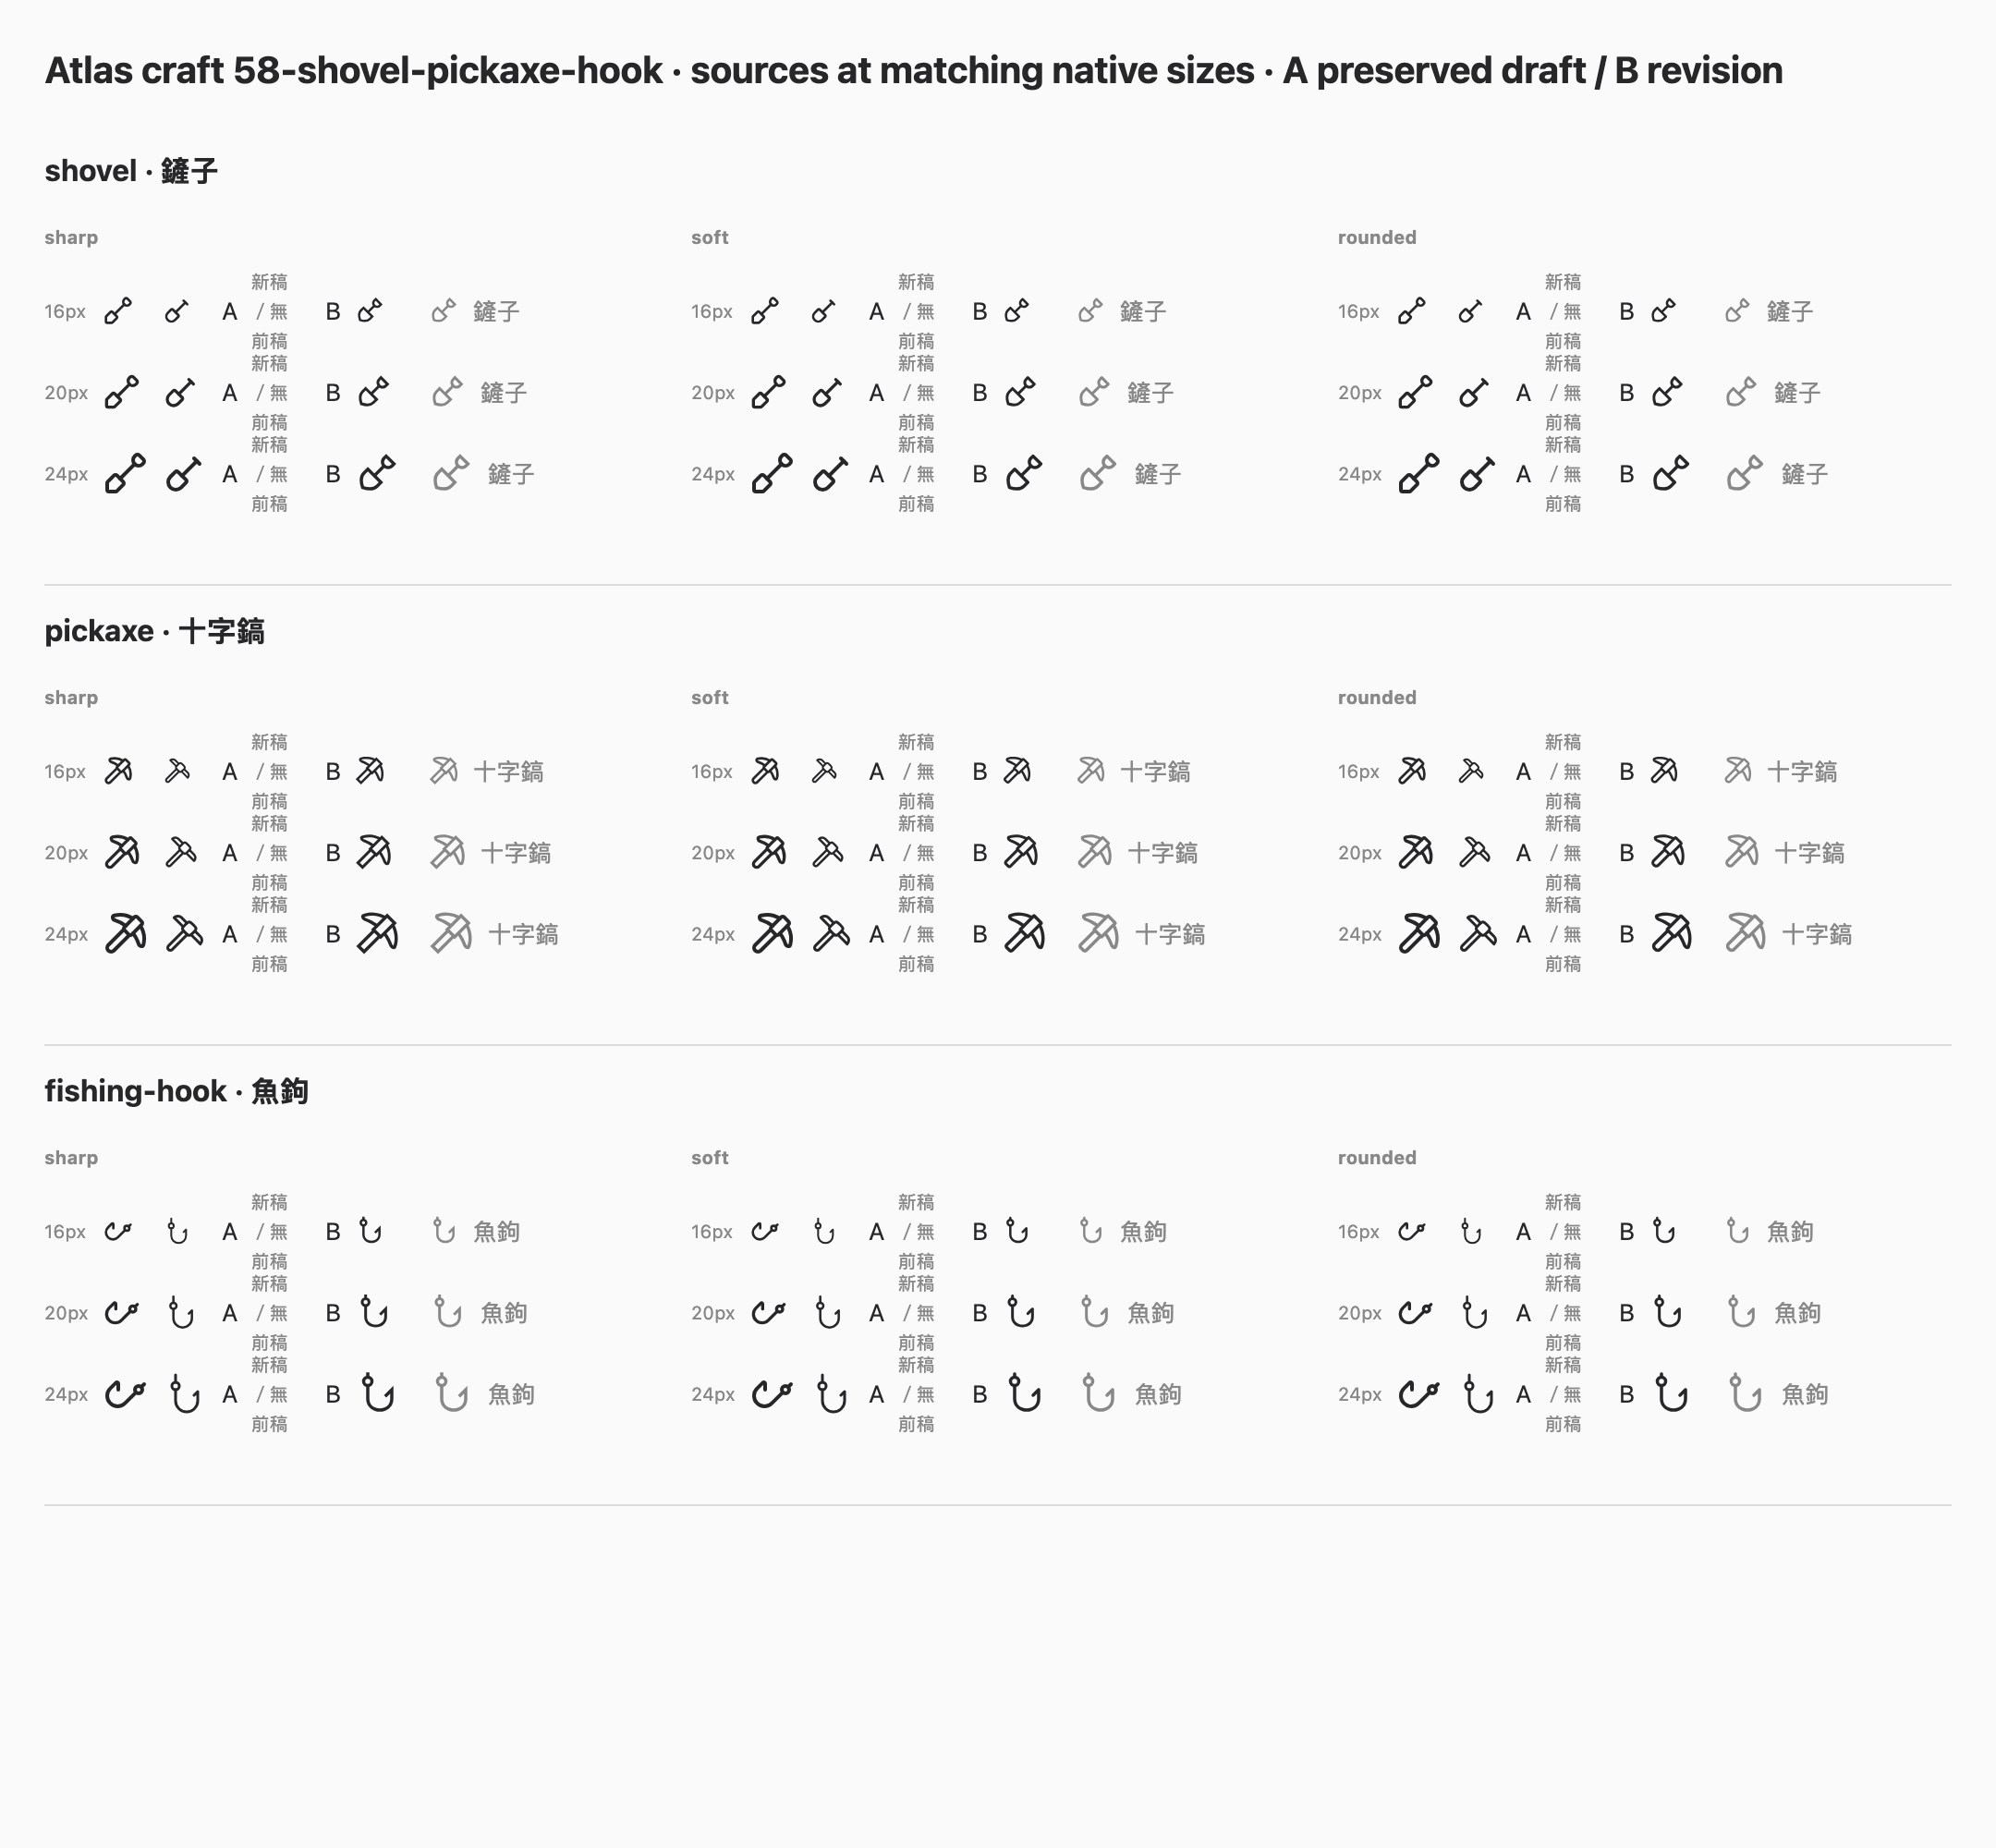 Atlas craft 58-shovel-pickaxe-hook · sources at matching native sizes · A preserved draft / B revision
shovel · 鏟子
sharp
16px A 新稿 / 無前稿 B 鏟子
20px A 新稿 / 無前稿 B 鏟子
24px A 新稿 / 無前稿 B 鏟子
soft
16px A 新稿 / 無前稿 B 鏟子
20px A 新稿 / 無前稿 B 鏟子
24px A 新稿 / 無前稿 B 鏟子
rounded
16px A 新稿 / 無前稿 B 鏟子
20px A 新稿 / 無前稿 B 鏟子
24px A 新稿 / 無前稿 B 鏟子
pickaxe · 十字鎬
sharp
16px A 新稿 / 無前稿 B 十字鎬
20px A 新稿 / 無前稿 B 十字鎬
24px A 新稿 / 無前稿 B 十字鎬
soft
16px A 新稿 / 無前稿 B 十字鎬
20px A 新稿 / 無前稿 B 十字鎬
24px A 新稿 / 無前稿 B 十字鎬
rounded
16px A 新稿 / 無前稿 B 十字鎬
20px A 新稿 / 無前稿 B 十字鎬
24px A 新稿 / 無前稿 B 十字鎬
fishing-hook · 魚鉤
sharp
16px A 新稿 / 無前稿 B 魚鉤
20px A 新稿 / 無前稿 B 魚鉤
24px A 新稿 / 無前稿 B 魚鉤
soft
16px A 新稿 / 無前稿 B 魚鉤
20px A 新稿 / 無前稿 B 魚鉤
24px A 新稿 / 無前稿 B 魚鉤
rounded
16px A 新稿 / 無前稿 B 魚鉤
20px A 新稿 / 無前稿 B 魚鉤
24px A 新稿 / 無前稿 B 魚鉤